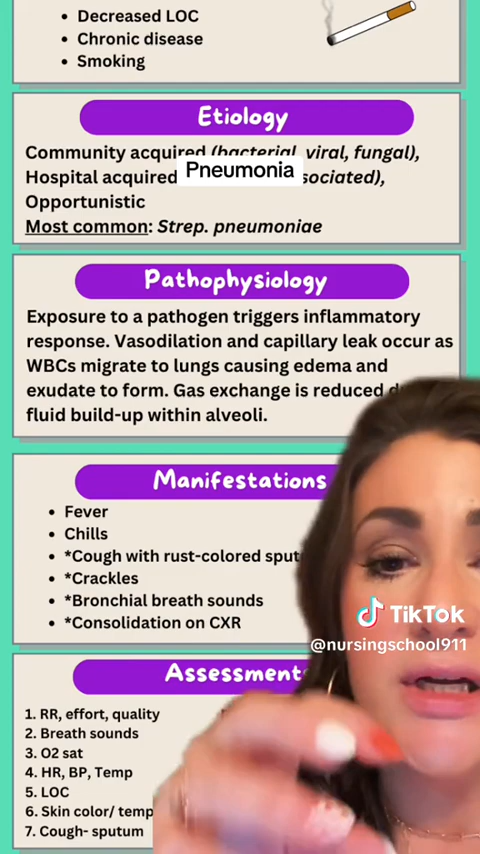 Decreased LOC
Chronic disease
Smoking
Etiology
Community acquired (bacterial, viral, fungal),
Hospital acquired
Pneumonia
Opportunistic
Most common: Strep. pneumoniae
Pathophysiology
Exposure to a pathogen triggers inflammatory
response. Vasodilation and capillary leak occur as
WBCs migrate to lungs causing edema and
exudate to form. Gas exchange is reduced
fluid build-up within alveoli.
Manifestations
Fever
Chills
*Cough with rust-colored
*Crackles
*Bronchial breath sounds
*Consolidation on CXR
TikTok
@nursingschool911
Assessments
1. RR, effort, quality
2. Breath sounds
3. O2 sat
4. HR, BP, Temp
5. LOC
6. Skin color/ temp
7. Cough- sputum